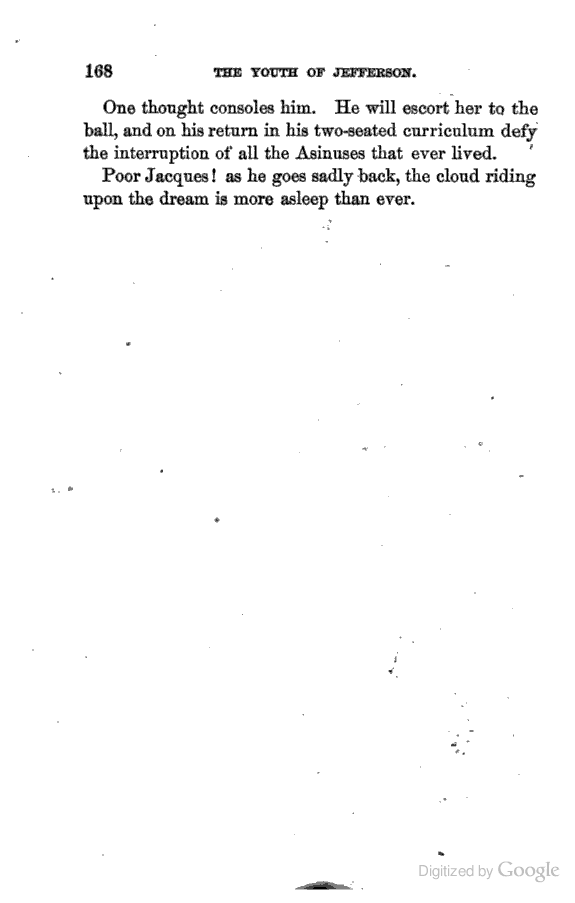 168 THE YOUTH OF JEFFERSON.
One thought consoles him. He will escort her to the
ball, and on his return in his two-seated curriculum defy
the interruption of all the Asinuses that ever lived.
Poor Jacques! as he goes sadly back, the cloud riding
upon the dream is more asleep than ever.
Digitized by Google